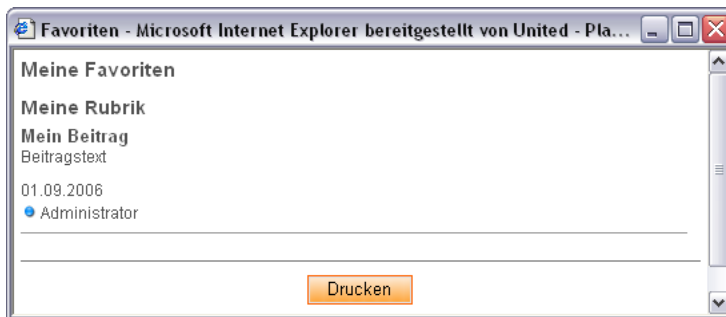 Favoriten - Microsoft Internet Explorer bereitgestellt von United - Pla...
Meine Favoriten
Meine Rubrik
Mein Beitrag
Beitragstext
01.09.2006
Administrator
Drucken